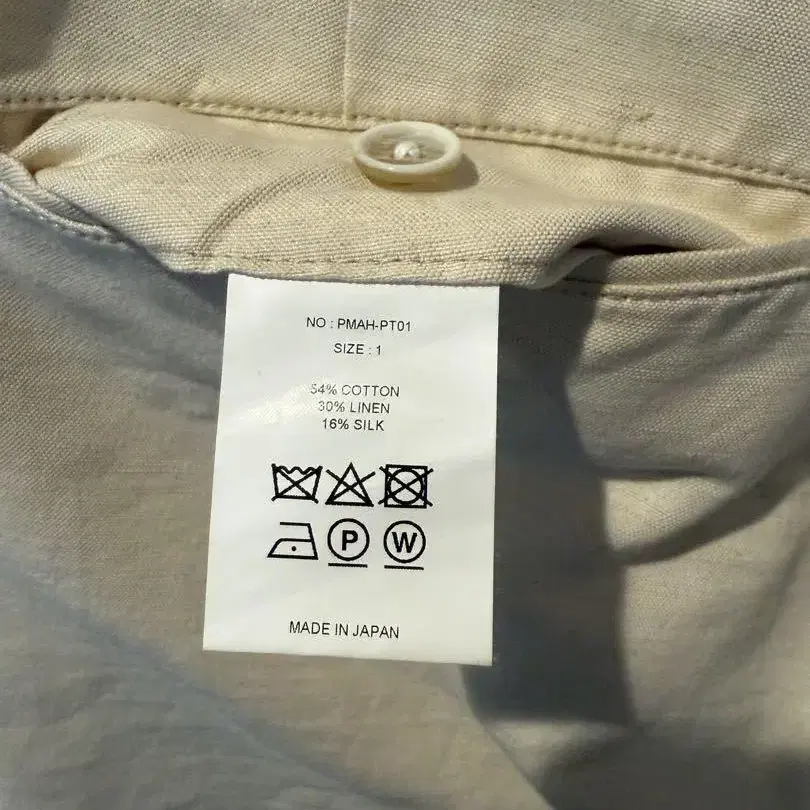 NO : PMAH-PT01
SIZE : 1
54% COTTON
30% LINEN
16% SILK
P W
MADE IN JAPAN